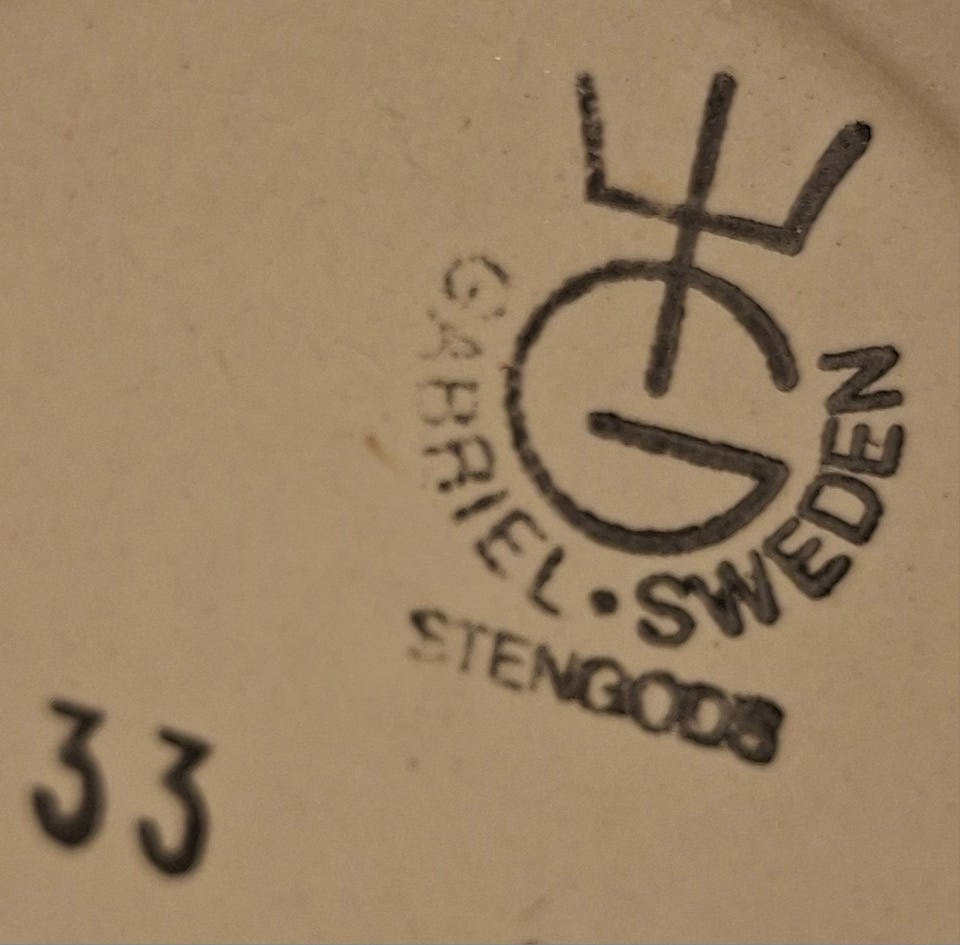 G
GABRIEL • SWEDEN
STENGODS
33